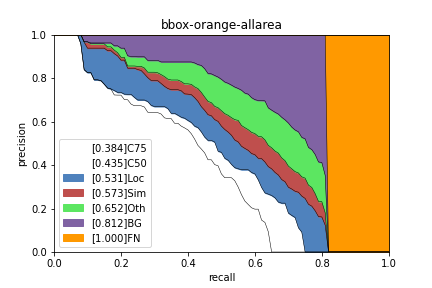 bbox-orange-allarea
1.0
0.8
0.6
0.4
0.2
0.0
precision
[0.384]C75
[0.435]C50
[0.531]Loc
[0.573]Sim
[0.652]Oth
[0.812]BG
[1.000]FN
0.0 0.2 0.4 0.6 0.8 1.0
recall